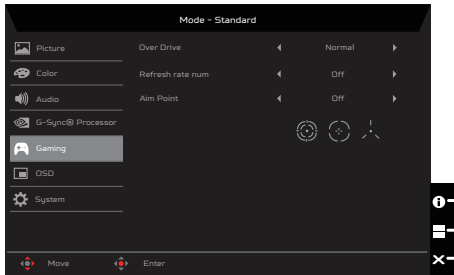 Mode - Standard
Picture
Over Drive Normal
Color
Refresh rate num Off
Audio
Aim Point Off
G-Sync® Processor
Gaming
OSD
System
Move Enter